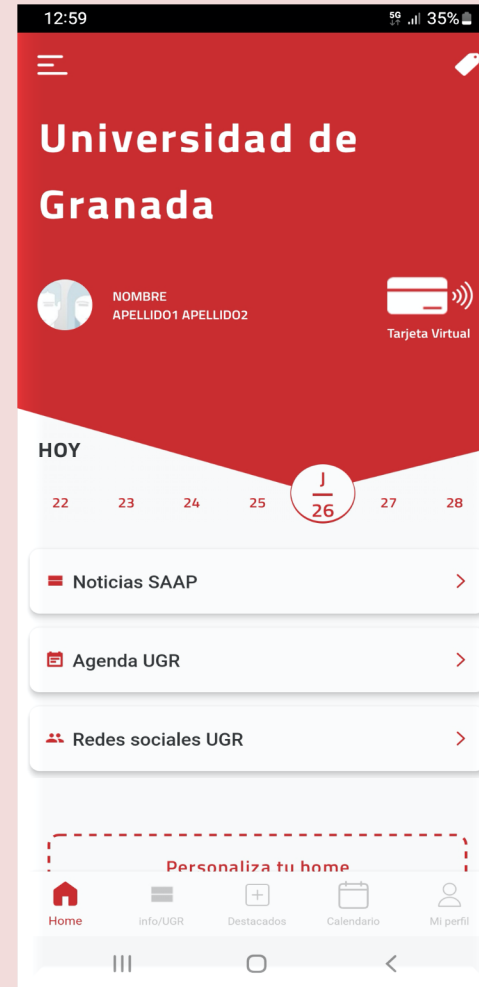 12:59 5G 35%
Universidad de
Granada
NOMBRE
APELLIDO1 APELLIDO2
Tarjeta Virtual
HOY
22 23 24 25 J 26 27 28
Noticias SAAP
Agenda UGR
Redes sociales UGR
Personaliza tu home
Home info/UGR Destacados Calendario Mi perfil